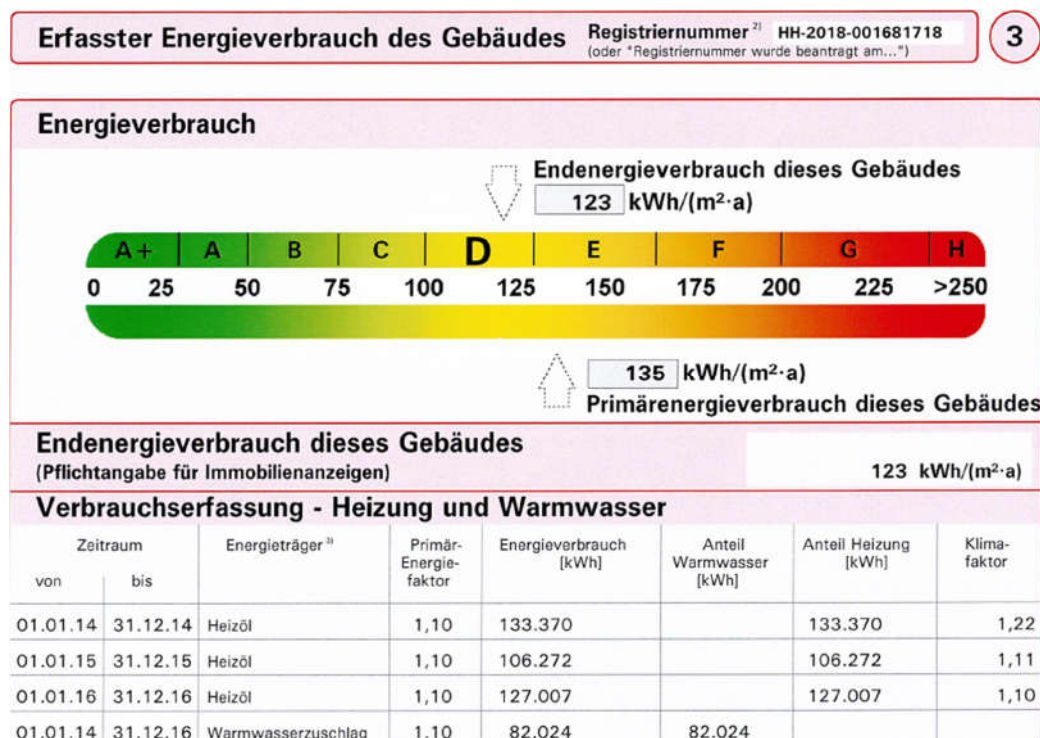 Erfasster Energieverbrauch des Gebäudes Registriernummer 2) HH-2018-001681718 3
(oder "Registriernummer wurde beantragt am...")
Energieverbrauch
Endenergieverbrauch dieses Gebäudes
123 kWh/(m²·a)
A+ A B C D E F G H
0 25 50 75 100 125 150 175 200 225 >250
135 kWh/(m²·a)
Primärenergieverbrauch dieses Gebäudes
Endenergieverbrauch dieses Gebäudes
(Pflichtangabe für Immobilienanzeigen) 123 kWh/(m²·a)
Verbrauchserfassung - Heizung und Warmwasser
Zeitraum Energieträger 3) Primär- Energieverbrauch Anteil Anteil Heizung Klima-
Energie- [kWh] Warmwasser [kWh] faktor
von bis faktor [kWh]
01.01.14 31.12.14 Heizöl 1,10 133.370 133.370 1,22
01.01.15 31.12.15 Heizöl 1,10 106.272 106.272 1,11
01.01.16 31.12.16 Heizöl 1,10 127.007 127.007 1,10
01.01.14 31.12.16 Warmwasserzuschlag 1,10 82.024 82.024